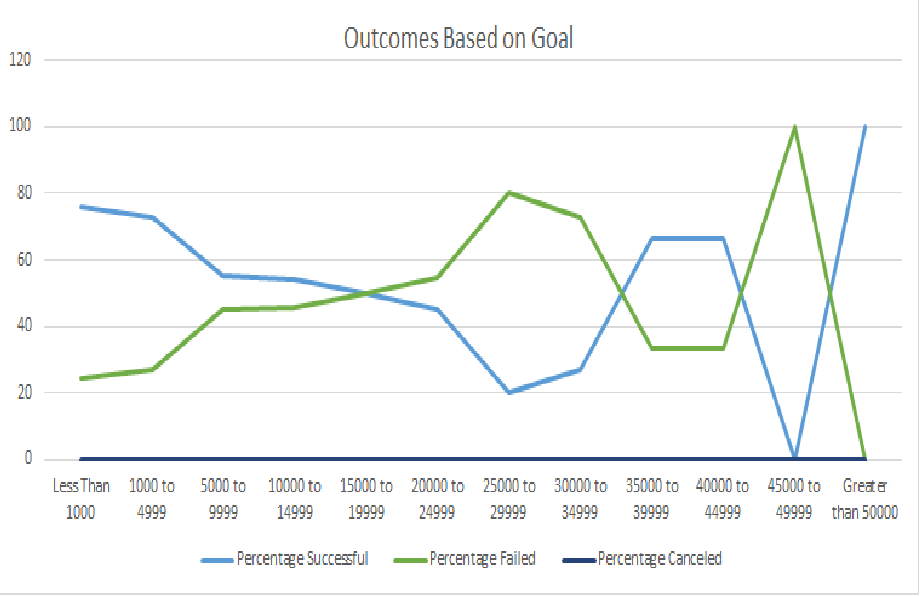 Outcomes Based on Goal
120
100
80
60
40
20
0
Less Than 1000 to 5000 to 10000 to 15000 to 20000 to 25000 to 30000 to 35000 to 40000 to 45000 to Greater
1000 4999 9999 14999 19999 24999 29999 34999 39999 44999 49999 than 50000
Percentage Successful Percentage Failed Percentage Canceled